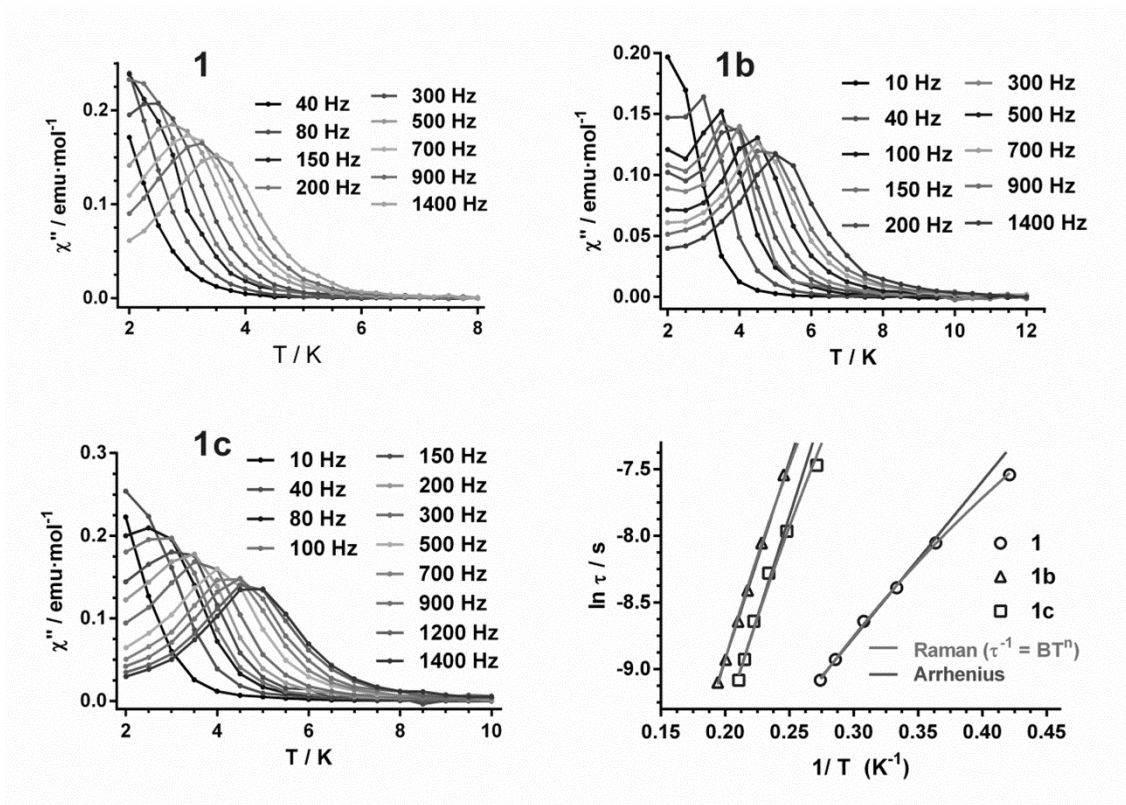 1
χ'' / emu·mol⁻¹
0.2
0.1
0.0
2 4 6 8
T / K
40 Hz
80 Hz
150 Hz
200 Hz
300 Hz
500 Hz
700 Hz
900 Hz
1400 Hz
1b
χ'' / emu·mol⁻¹
0.20
0.15
0.10
0.05
0.00
2 4 6 8 10 12
T / K
10 Hz
40 Hz
100 Hz
150 Hz
200 Hz
300 Hz
500 Hz
700 Hz
900 Hz
1400 Hz
1c
χ'' / emu·mol⁻¹
0.3
0.2
0.1
0.0
2 4 6 8 10
T / K
10 Hz
40 Hz
80 Hz
100 Hz
150 Hz
200 Hz
300 Hz
500 Hz
700 Hz
900 Hz
1200 Hz
1400 Hz
ln τ / s
-7.5
-8.0
-8.5
-9.0
0.15 0.20 0.25 0.30 0.35 0.40 0.45
1/ T (K⁻¹)
1
1b
1c
Raman (τ⁻¹ = BTⁿ)
Arrhenius